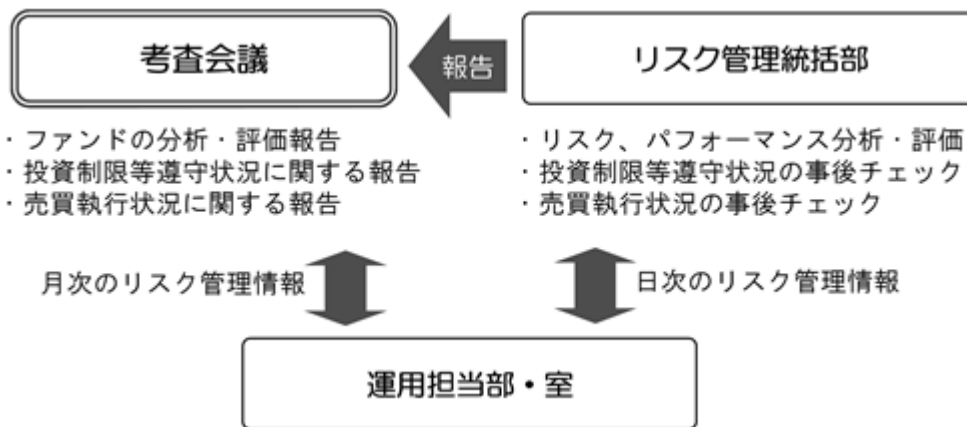 考査会議
報告
リスク管理統括部
・ファンドの分析・評価報告
・投資制限等遵守状況に関する報告
・売買執行状況に関する報告
・リスク、パフォーマンス分析・評価
・投資制限等遵守状況の事後チェック
・売買執行状況の事後チェック
月次のリスク管理情報
日次のリスク管理情報
運用担当部・室